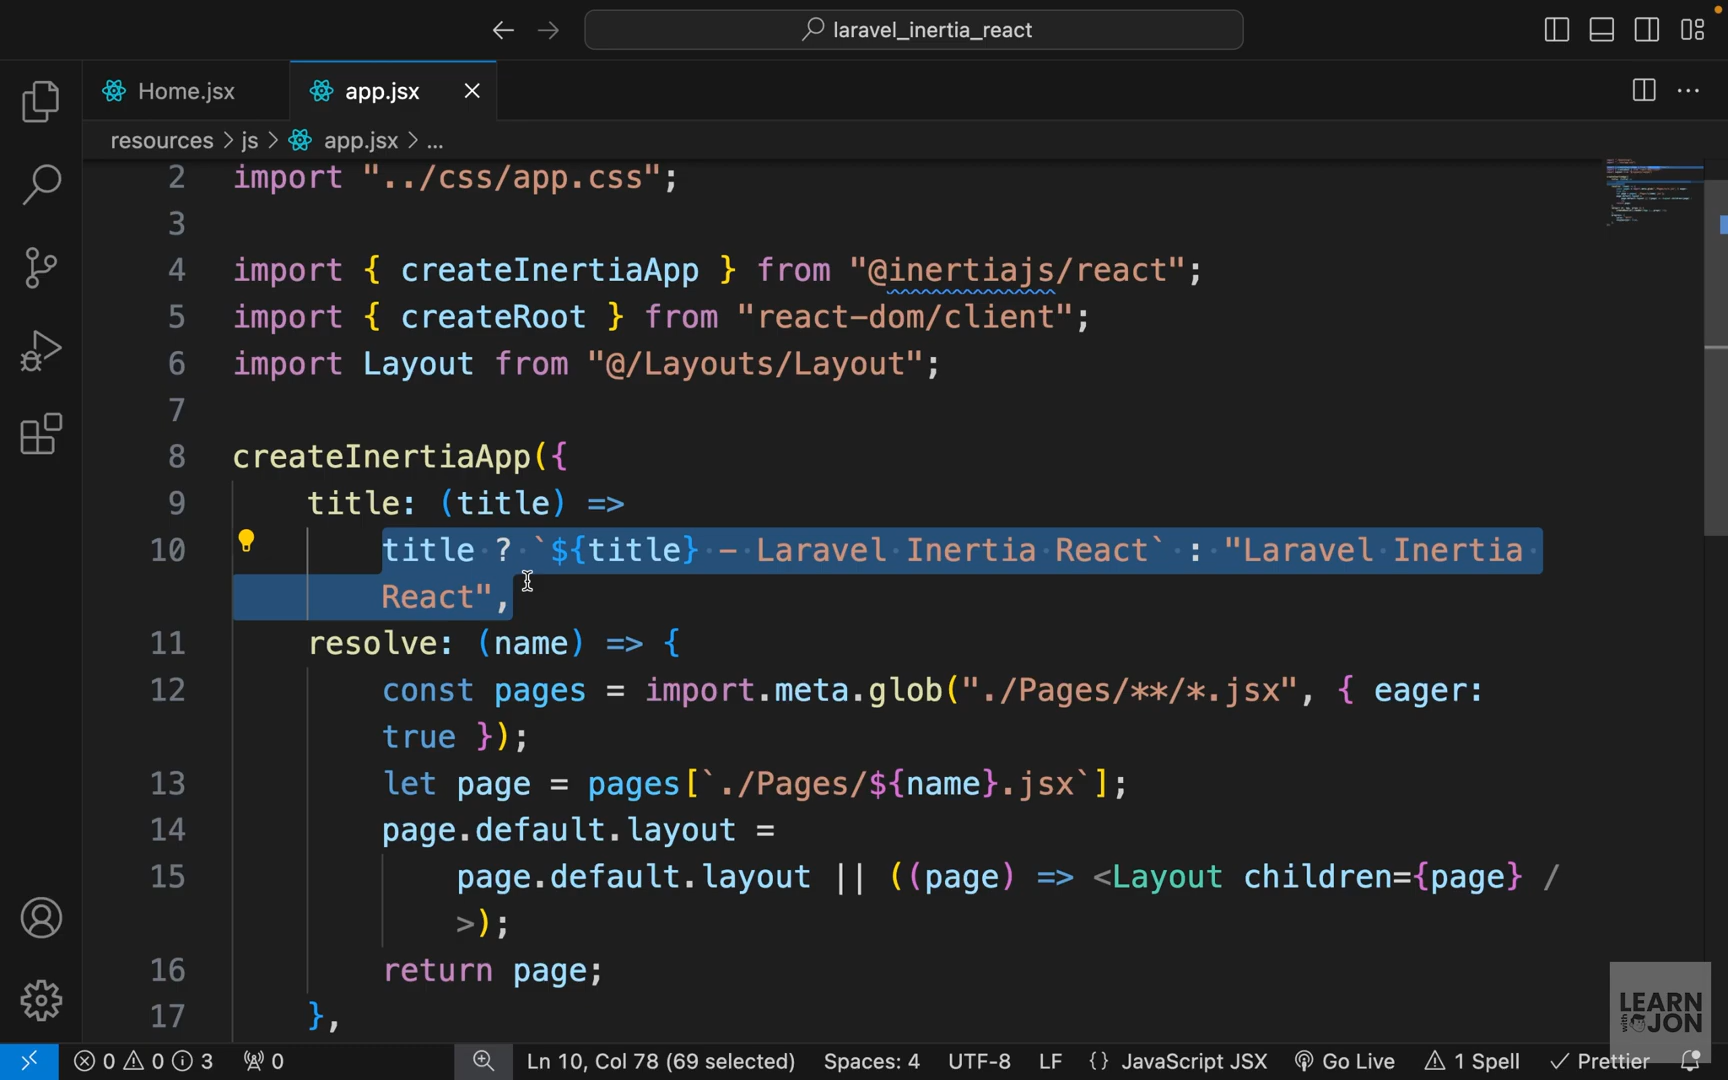 laravel_inertia_react
Home.jsx
app.jsx
resources > js > app.jsx > ...
2 import "../css/app.css";
3
4 import { createInertiaApp } from "@inertiajs/react";
5 import { createRoot } from "react-dom/client";
6 import Layout from "@/Layouts/Layout";
7
8 createInertiaApp({
9 title: (title) =>
10 title ? `${title} - Laravel Inertia React` : "Laravel Inertia
React",
11 resolve: (name) => {
12 const pages = import.meta.glob("./Pages/**/*.jsx", { eager:
true });
13 let page = pages[`./Pages/${name}.jsx`];
14 page.default.layout =
15 page.default.layout || ((page) => <Layout children={page} /
>);
16 return page;
17 },
LEARN
with
JON
0 0 3 0 Ln 10, Col 78 (69 selected) Spaces: 4 UTF-8 LF {} JavaScript JSX Go Live 1 Spell Prettier